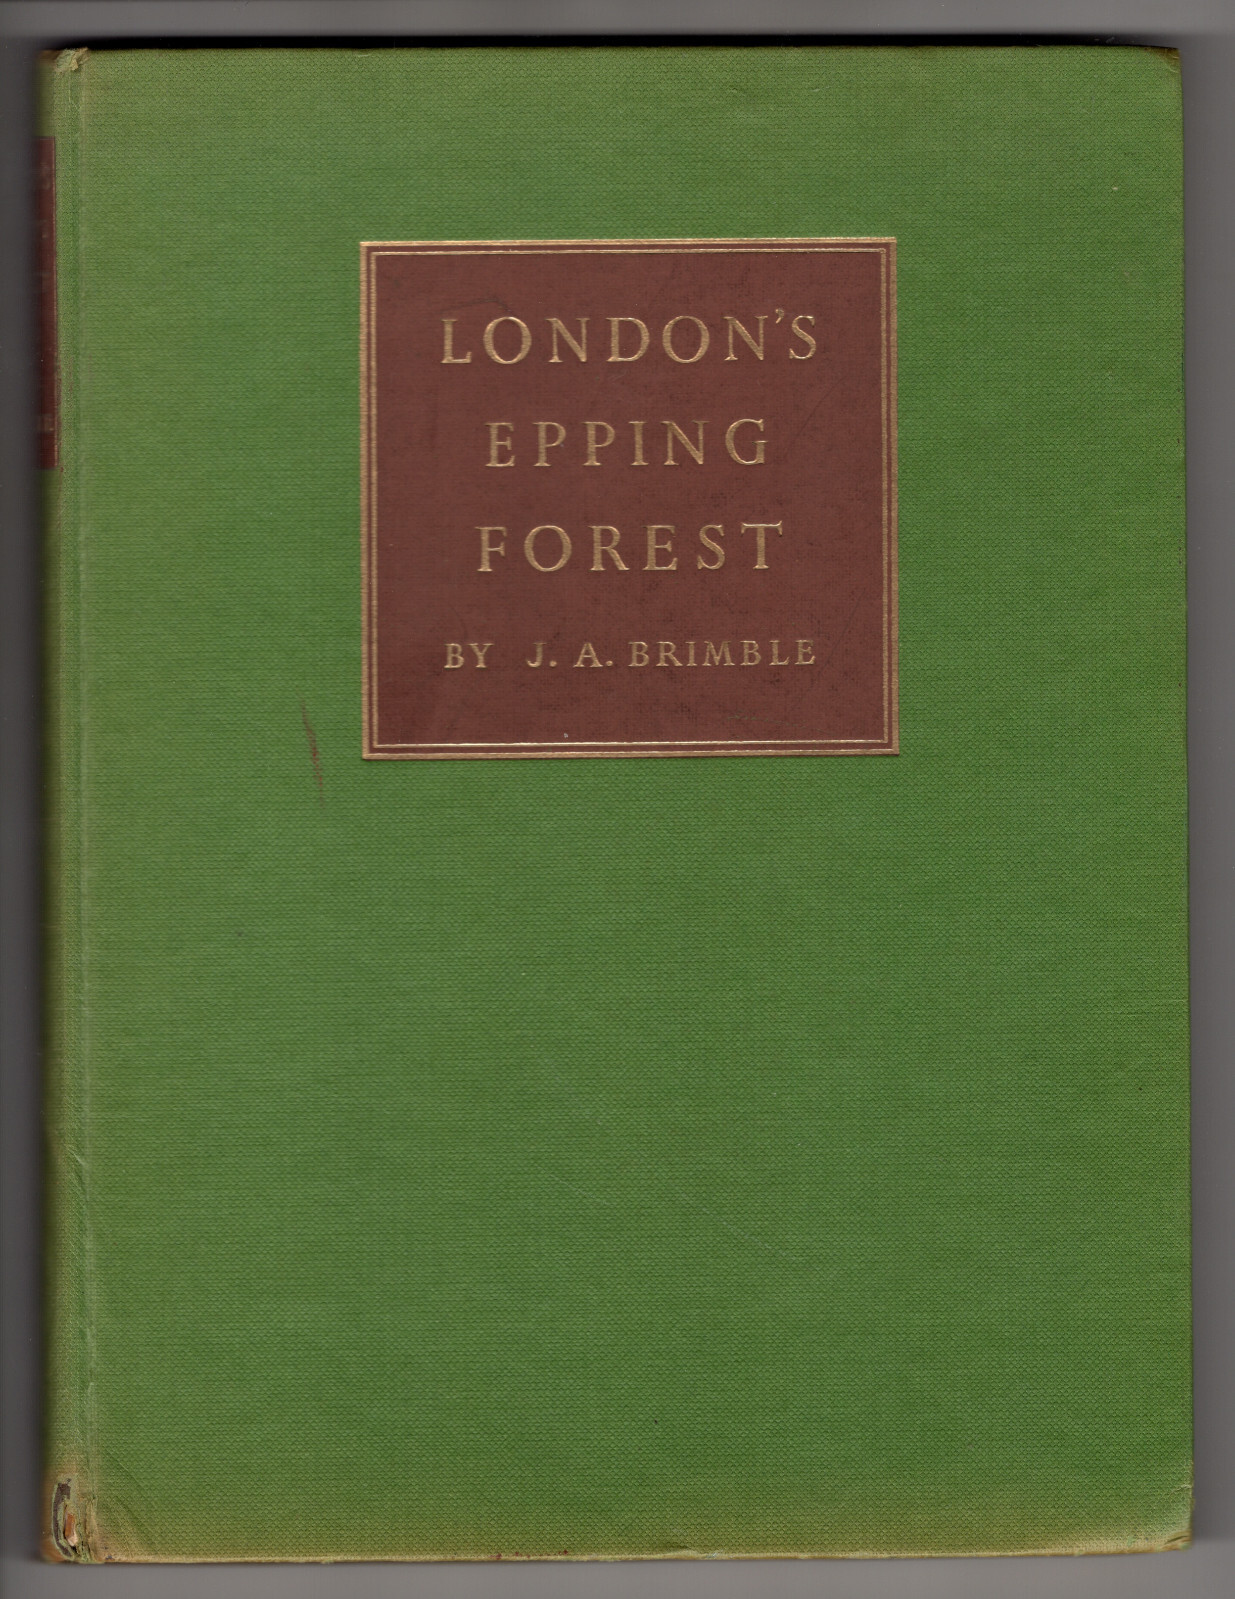 LONDON'S
EPPING
FOREST
BY J. A. BRIMBLE